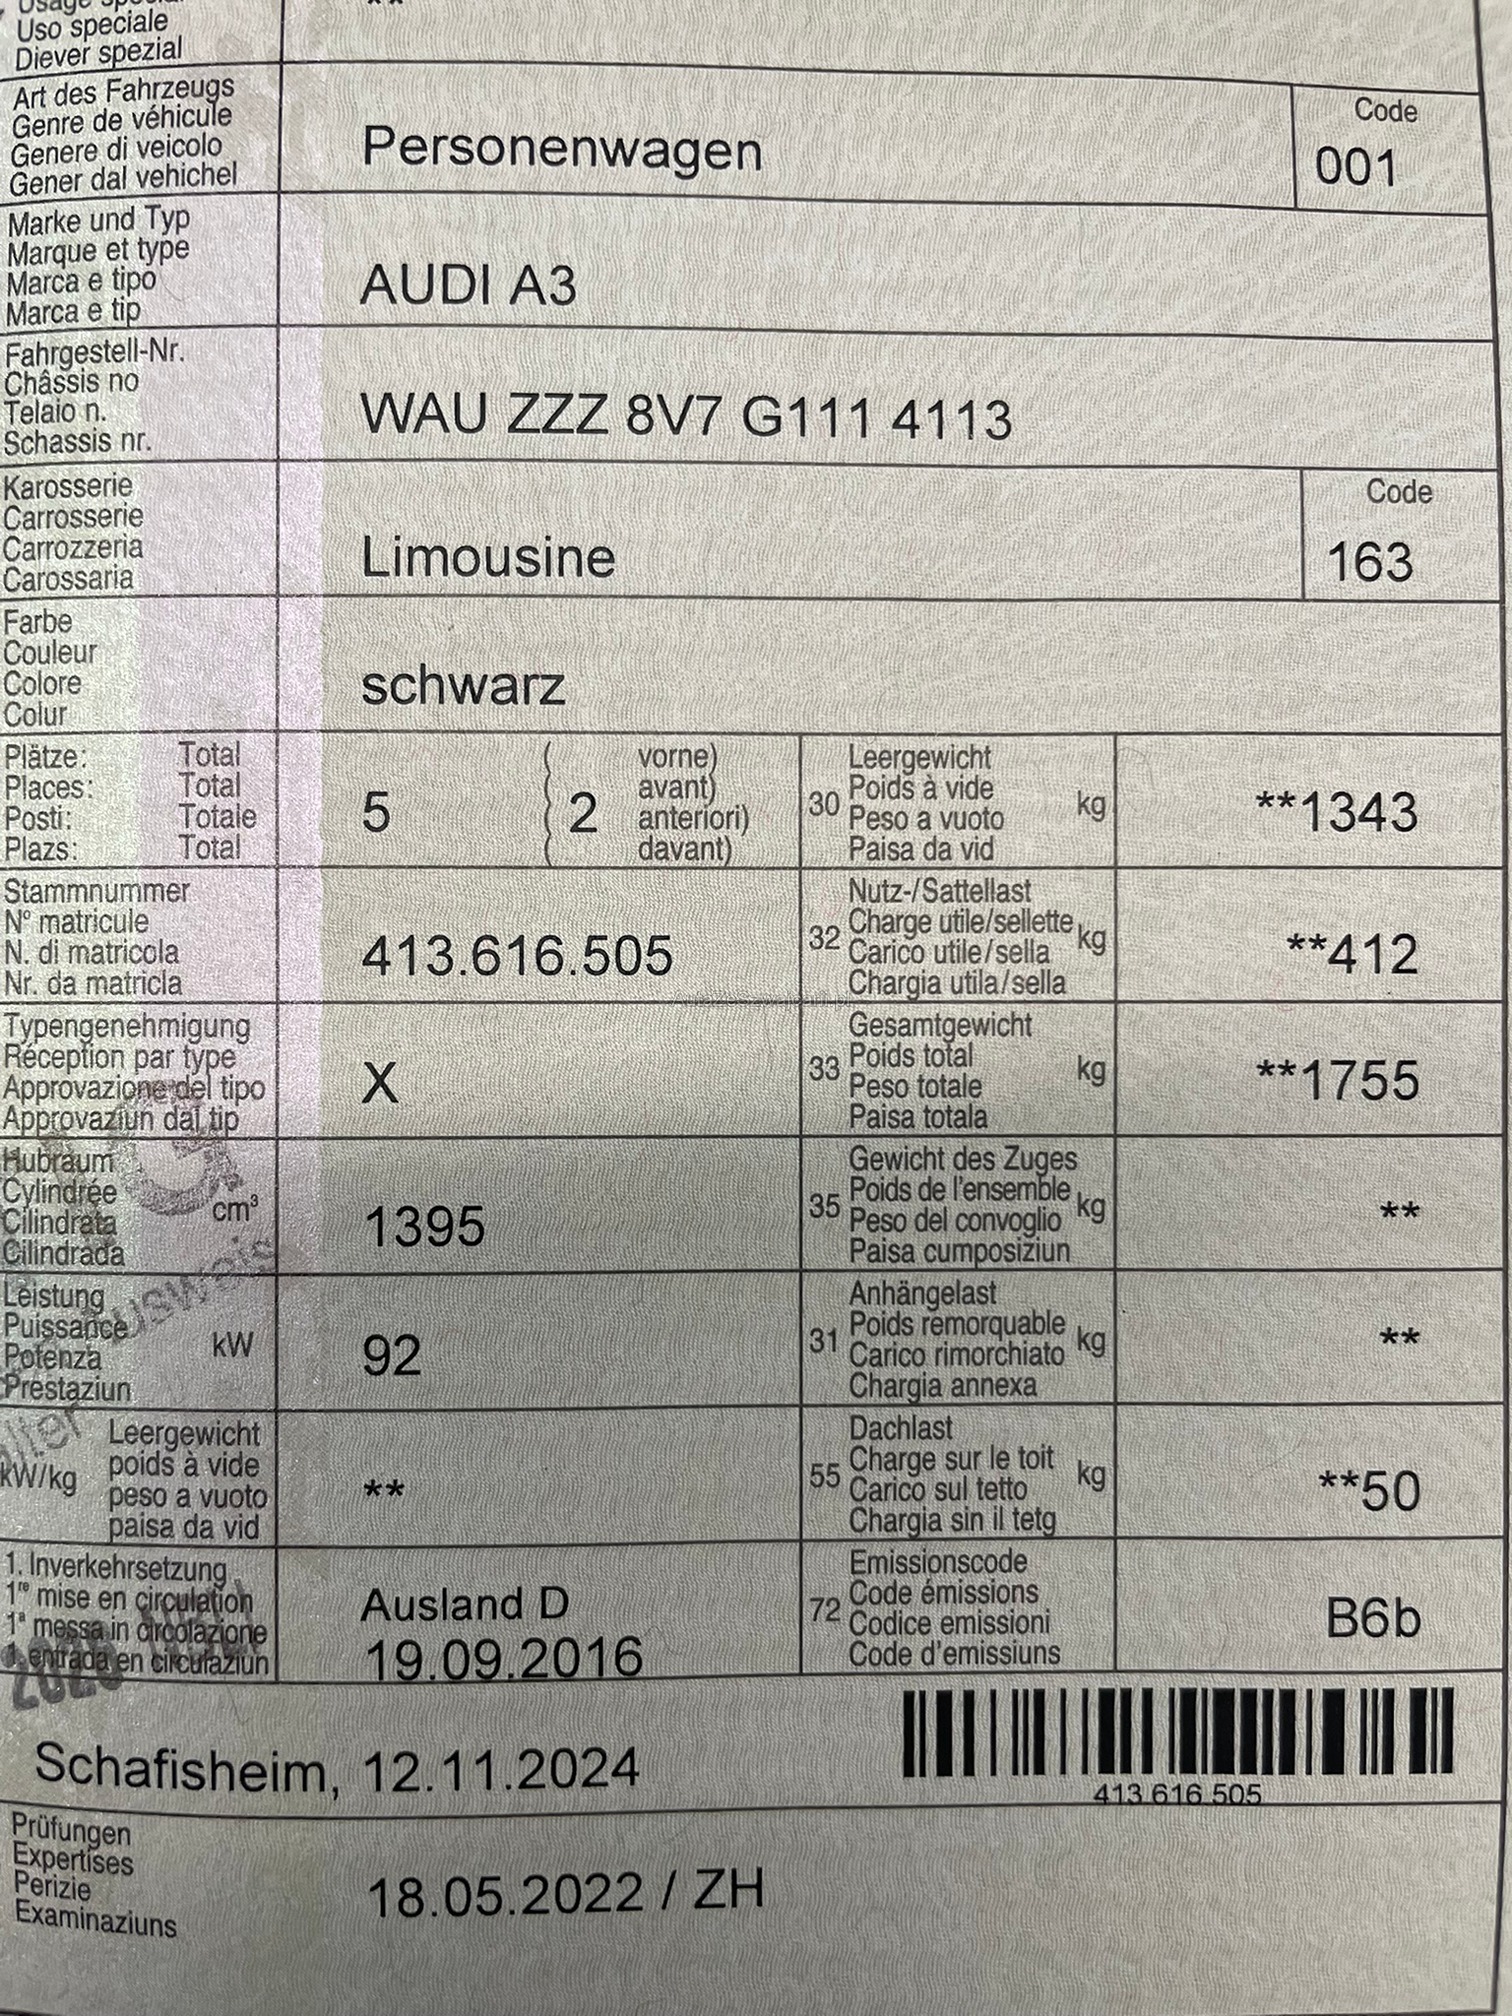 Usage
Uso speciale
Diever spezial
**
Art des Fahrzeugs
Genre de véhicule
Genere di veicolo
Gener dal vehichel
Personenwagen
Code
001
Marke und Typ
Marque et type
Marca e tipo
Marca e tip
AUDI A3
Fahrgestell-Nr.
Châssis no
Telaio n.
Schassis nr.
WAU ZZZ 8V7 G111 4113
Karosserie
Carrosserie
Carrozzeria
Carossaria
Limousine
Code
163
Farbe
Couleur
Colore
Colur
schwarz
Plätze: Total
Places: Total
Posti: Totale
Plazs: Total
5
2
( vorne)
avant)
anteriori)
( davant)
30
Leergewicht
Poids à vide
Peso a vuoto
Paisa da vid
kg
**1343
Stammnummer
N° matricule
N. di matricola
Nr. da matricla
413.616.505
32
Nutz-/Sattellast
Charge utile/sellette
Carico utile/sella
Chargia utila/sella
kg
**412
Typengenehmigung
Réception par type
Approvazione del tipo
Approvaziun dal tip
X
33
Gesamtgewicht
Poids total
Peso totale
Paisa totala
kg
**1755
Hubraum
Cylindrée
Cilindrata
Cilindrada
cm³
1395
35
Gewicht des Zuges
Poids de l'ensemble
Peso del convoglio
Paisa cumposiziun
kg
**
Leistung
Puissance
Potenza
Prestaziun
kW
92
31
Anhängelast
Poids remorquable
Carico rimorchiato
Chargia annexa
kg
**
kW/kg
Leergewicht
poids à vide
peso a vuoto
paisa da vid
**
55
Dachlast
Charge sur le toit
Carico sul tetto
Chargia sin il tetg
kg
**50
1. Inverkehrsetzung
1re mise en circulation
1a messa in circolazione
1. entrada en circulaziun
Ausland D
19.09.2016
72
Emissionscode
Code émissions
Codice emissioni
Code d'emissiuns
B6b
Schafisheim, 12.11.2024
413 616 505
Prüfungen
Expertises
Perizie
Examinaziuns
18.05.2022 / ZH